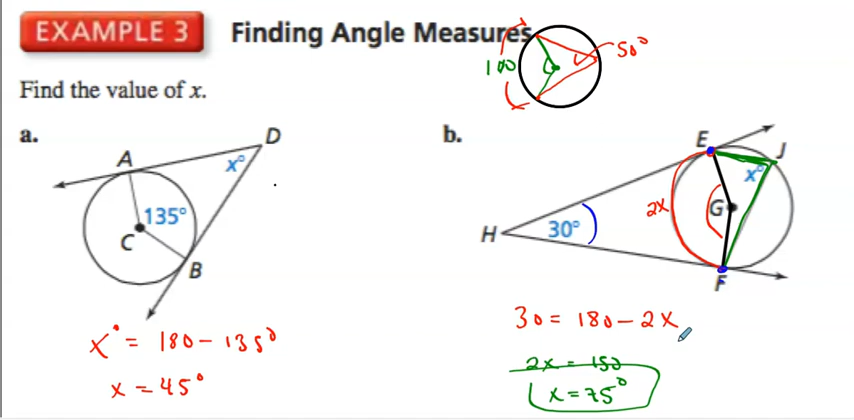 EXAMPLE 3 Finding Angle Measures
100 50°
Find the value of x.
a. b.
D
A x°
135°
C
B
E J
x°
2x G
H 30°
F
x° = 180 - 135°
x = 45°
30 = 180 - 2x
2x = 150
x = 75°